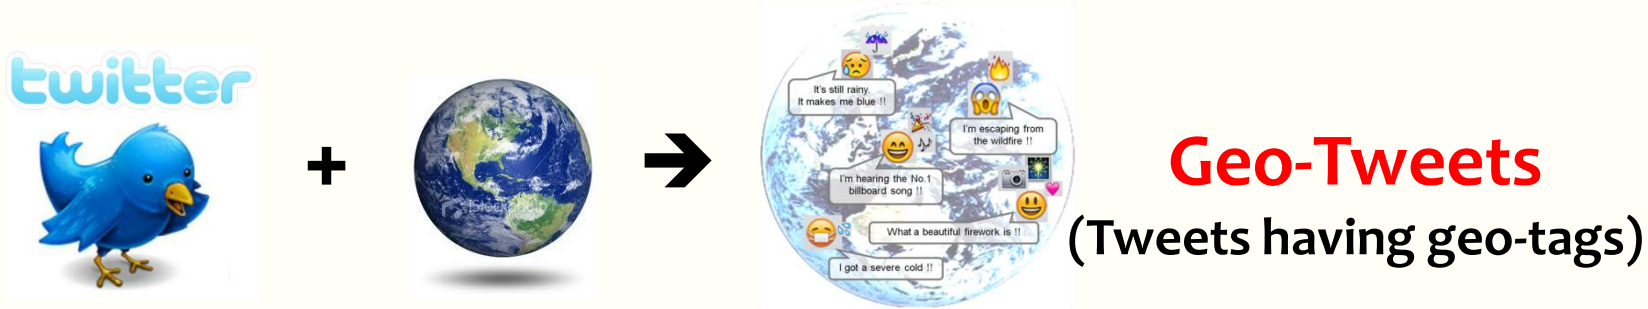 twitter
+
iStockphoto
It's still rainy.
It makes me blue !!
I'm escaping from
the wildfire !!
I'm hearing the No.1
billboard song !!
What a beautiful firework is !!
I got a severe cold !!
Geo-Tweets
(Tweets having geo-tags)